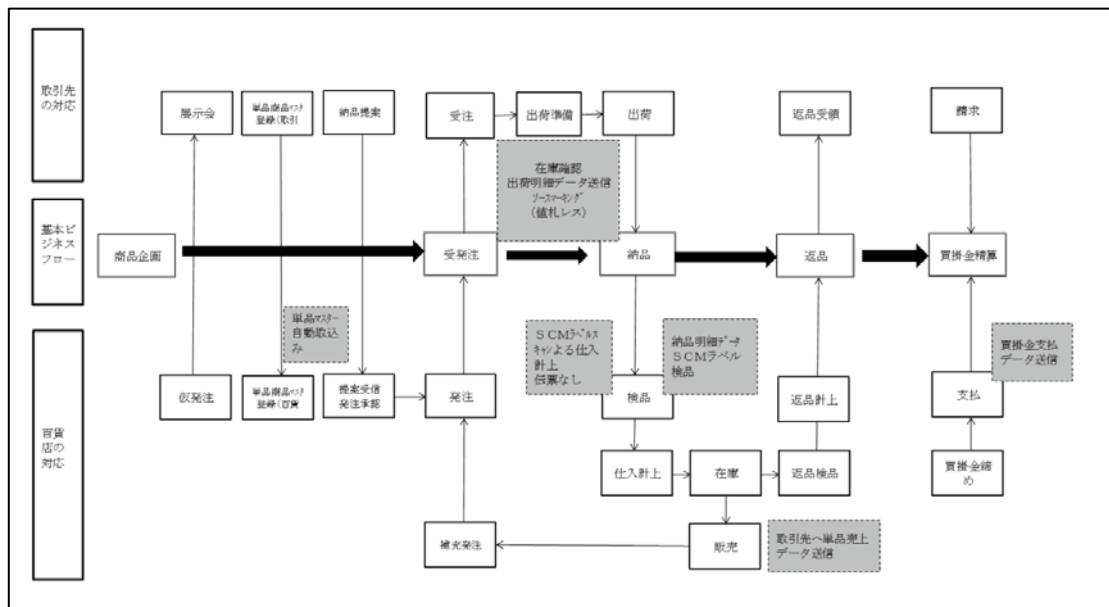 取引先
の対応
展示会
単品商品マスタ
登録(取引
納品提案
受注
出荷準備
出荷
返品受領
請求
在庫確認
出荷明細データ送信
ソースマーキング
(値札レス)
基本ビ
ジネス
フロー
商品企画
受発注
納品
返品
買掛金精算
単品マスター
自動取込
み
SCMラベルス
キャンよる仕入
計上
伝票なし
納品明細データ
SCMラベル
検品
買掛金支払
データ送信
百貨
店の
対応
仮発注
単品商品マスタ
登録(百貨
提案受信
発注承認
発注
検品
返品計上
支払
仕入計上
在庫
返品検品
買掛金締
め
補充発注
販売
取引先へ単品売上
データ送信